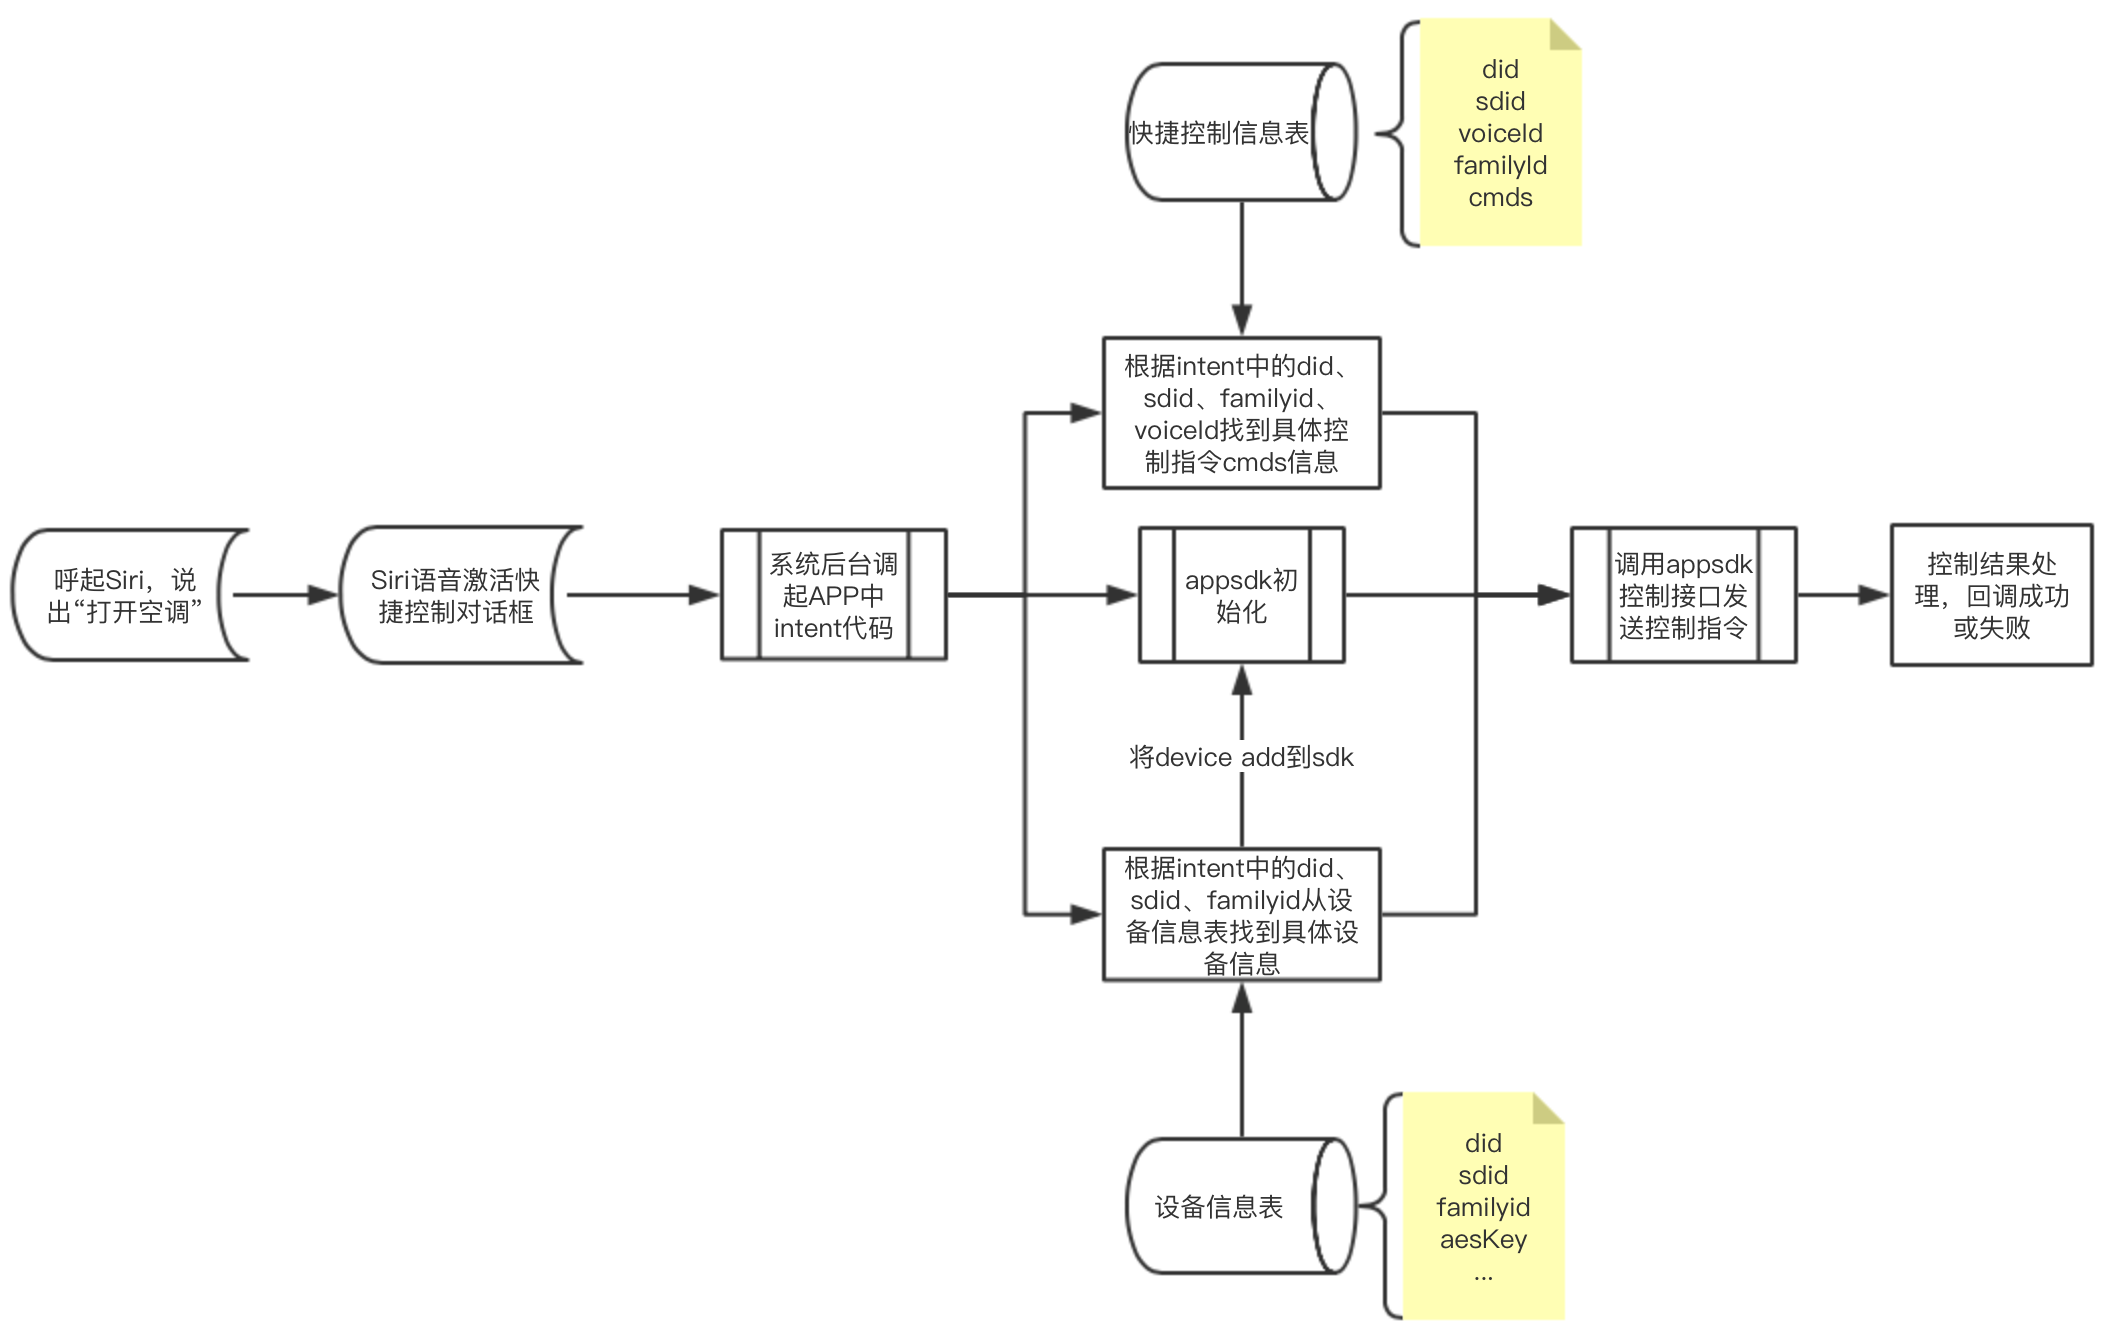 did
sdid
voiceId
familyId
cmds
快捷控制信息表
根据intent中的did、
sdid、familyid、
voiceId找到具体控
制指令cmds信息
呼起Siri，说
出“打开空调”
Siri语音激活快
捷控制对话框
系统后台调
起APP中
intent代码
appsdk初
始化
调用appsdk
控制接口发
送控制指令
控制结果处
理，回调成功
或失败
将device add到sdk
根据intent中的did、
sdid、familyid从设
备信息表找到具体设
备信息
设备信息表
did
sdid
familyid
aesKey
...